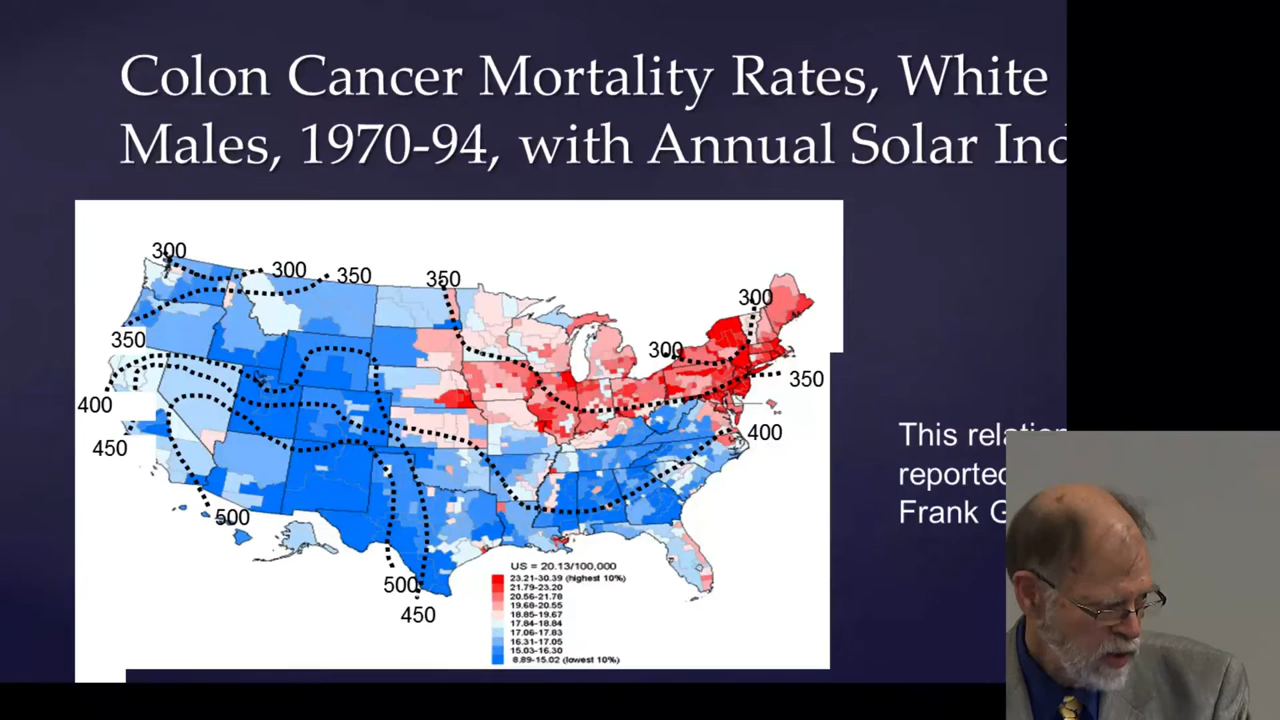 Colon Cancer Mortality Rates, White
Males, 1970-94, with Annual Solar
300
300
350
350
300
300
350
350
400
400
450
500
500
450
This
reported
Frank
US = 20.13/100,000
23.21-30.39 (highest 10%)
21.79-23.20
20.56-21.78
19.68-20.55
18.85-19.67
17.84-18.84
17.06-17.83
16.31-17.05
15.03-16.30
8.89-15.02 (lowest 10%)